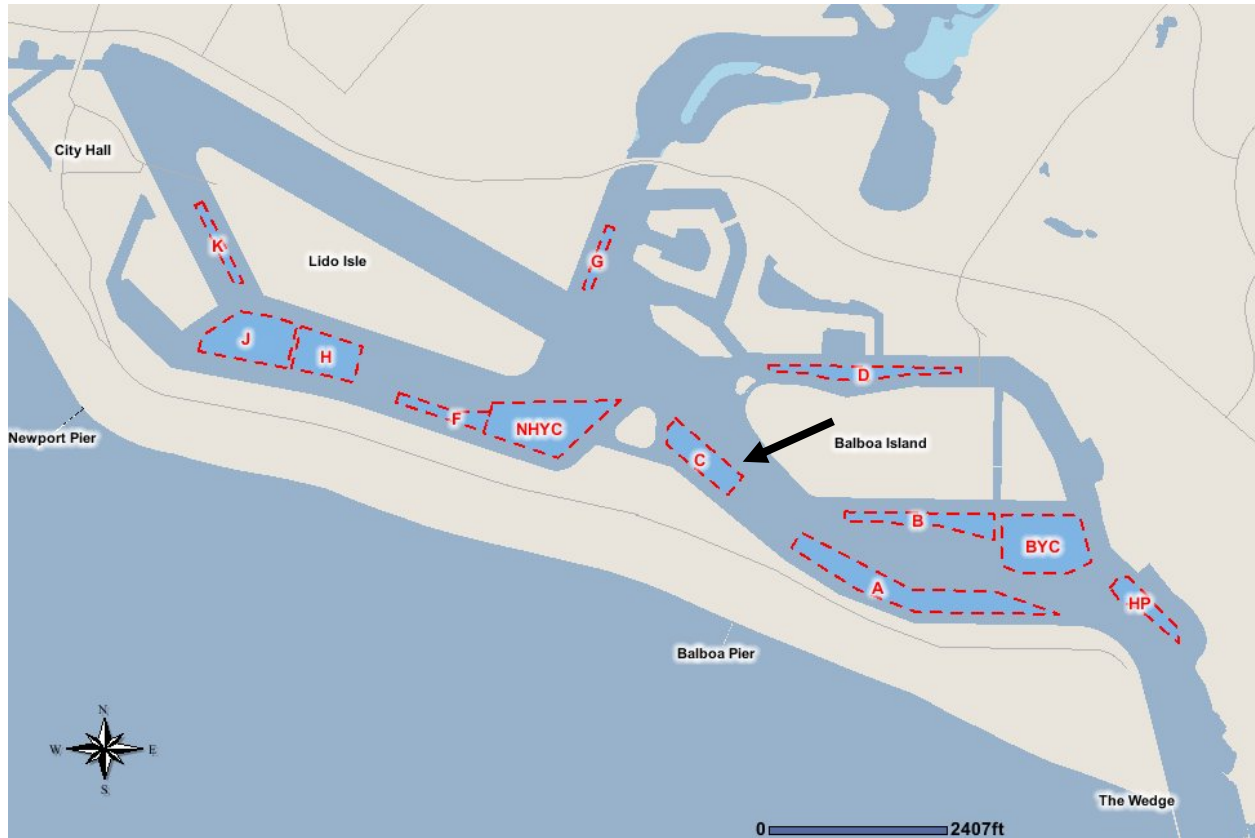 City Hall
K
Lido Isle
G
J
H
D
F
NHYC
Newport Pier
C
Balboa Island
B
BYC
A
HP
Balboa Pier
N
W
E
S
The Wedge
0
2407ft